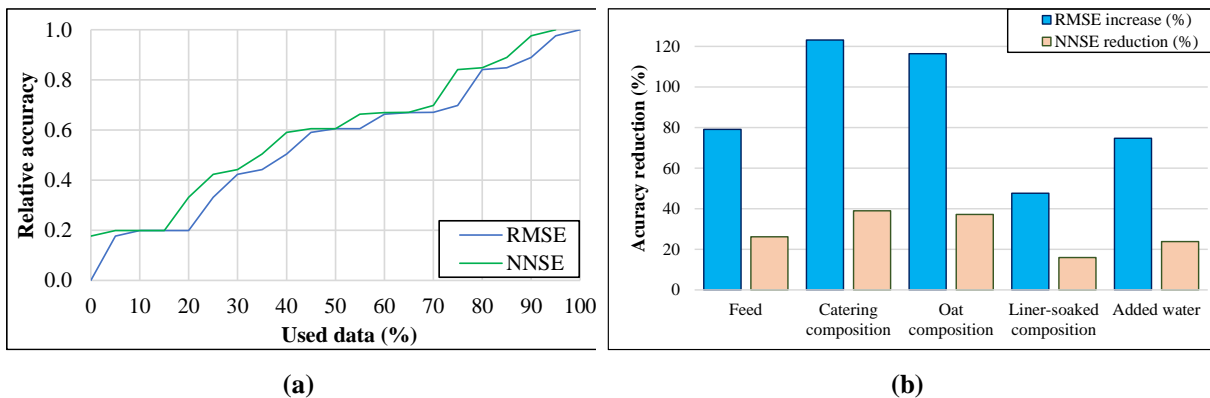 1.0
0.8
0.6
0.4
0.2
0.0
Relative accuracy
0 10 20 30 40 50 60 70 80 90 100
Used data (%)
RMSE
NNSE
(a)
RMSE increase (%)
NNSE reduction (%)
120
100
80
60
40
20
0
Acuracy reduction (%)
Feed
Catering
composition
Oat
composition
Liner-soaked
composition
Added water
(b)